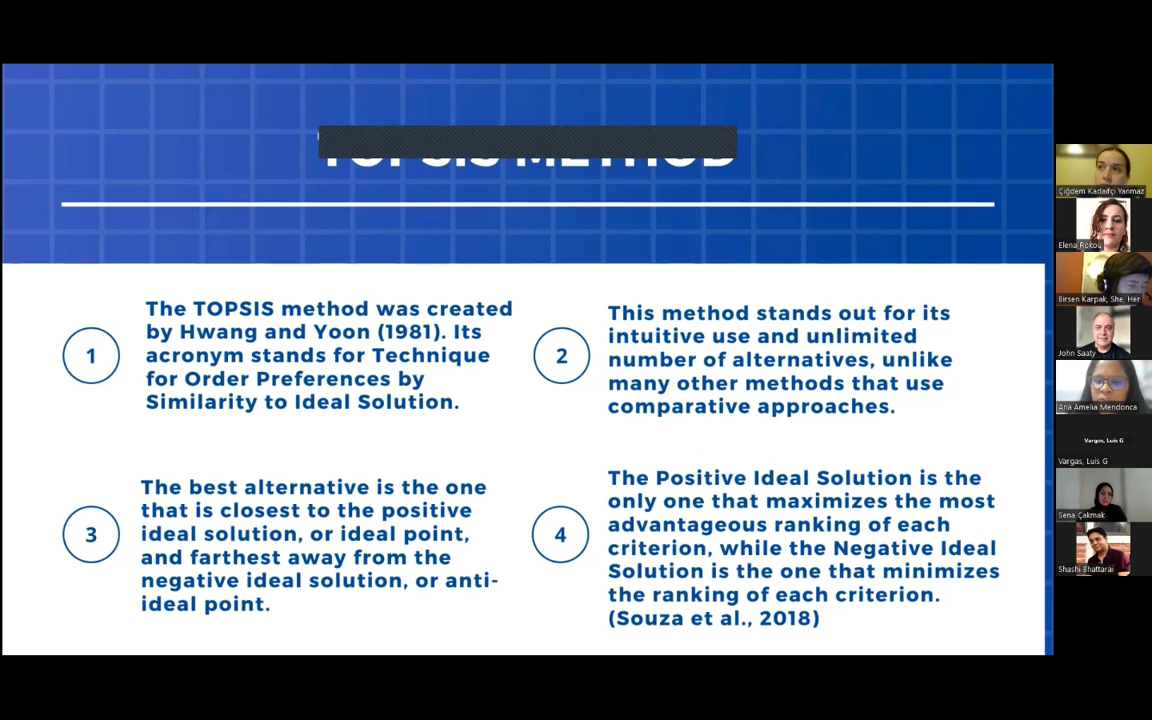 TOPSIS METHOD
1
The TOPSIS method was created
by Hwang and Yoon (1981). Its
acronym stands for Technique
for Order Preferences by
Similarity to Ideal Solution.
2
This method stands out for its
intuitive use and unlimited
number of alternatives, unlike
many other methods that use
comparative approaches.
3
The best alternative is the one
that is closest to the positive
ideal solution, or ideal point,
and farthest away from the
negative ideal solution, or anti-
ideal point.
4
The Positive Ideal Solution is the
only one that maximizes the most
advantageous ranking of each
criterion, while the Negative Ideal
Solution is the one that minimizes
the ranking of each criterion.
(Souza et al., 2018)
Çiğdem Kadaifçi Yanmaz
Elena Rokou
Birsen Karpak, She, Her
John Saaty
Ana Amelia Mendonca
Vargas, Luis G
Vargas, Luis G
Sena Çakmak
Shashi Bhattarai